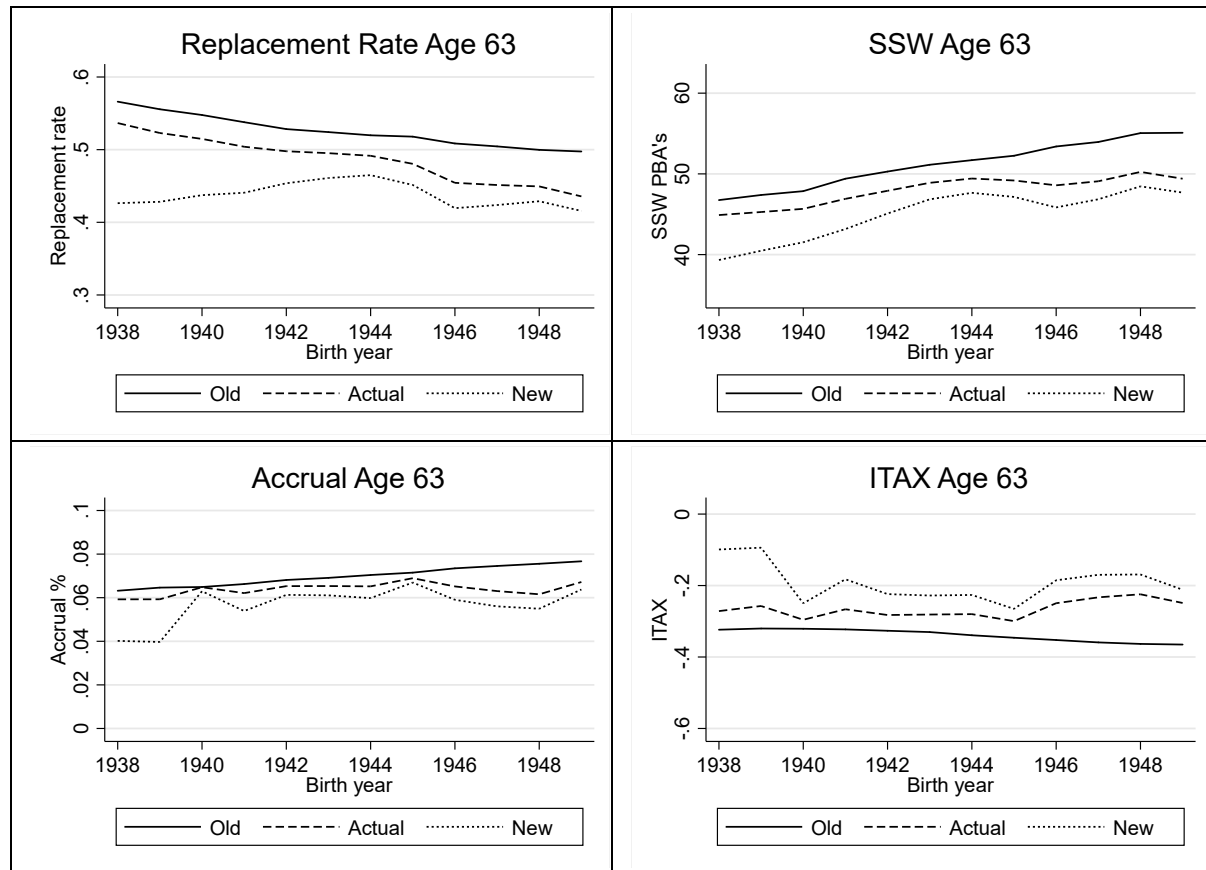 Replacement Rate Age 63
Replacement rate
.6
.5
.4
.3
1938 1940 1942 1944 1946 1948
Birth year
Old Actual New
SSW Age 63
SSW PBA's
60
50
40
1938 1940 1942 1944 1946 1948
Birth year
Old Actual New
Accrual Age 63
Accrual %
.1
.08
.06
.04
.02
0
1938 1940 1942 1944 1946 1948
Birth year
Old Actual New
ITAX Age 63
ITAX
0
-.2
-.4
-.6
1938 1940 1942 1944 1946 1948
Birth year
Old Actual New